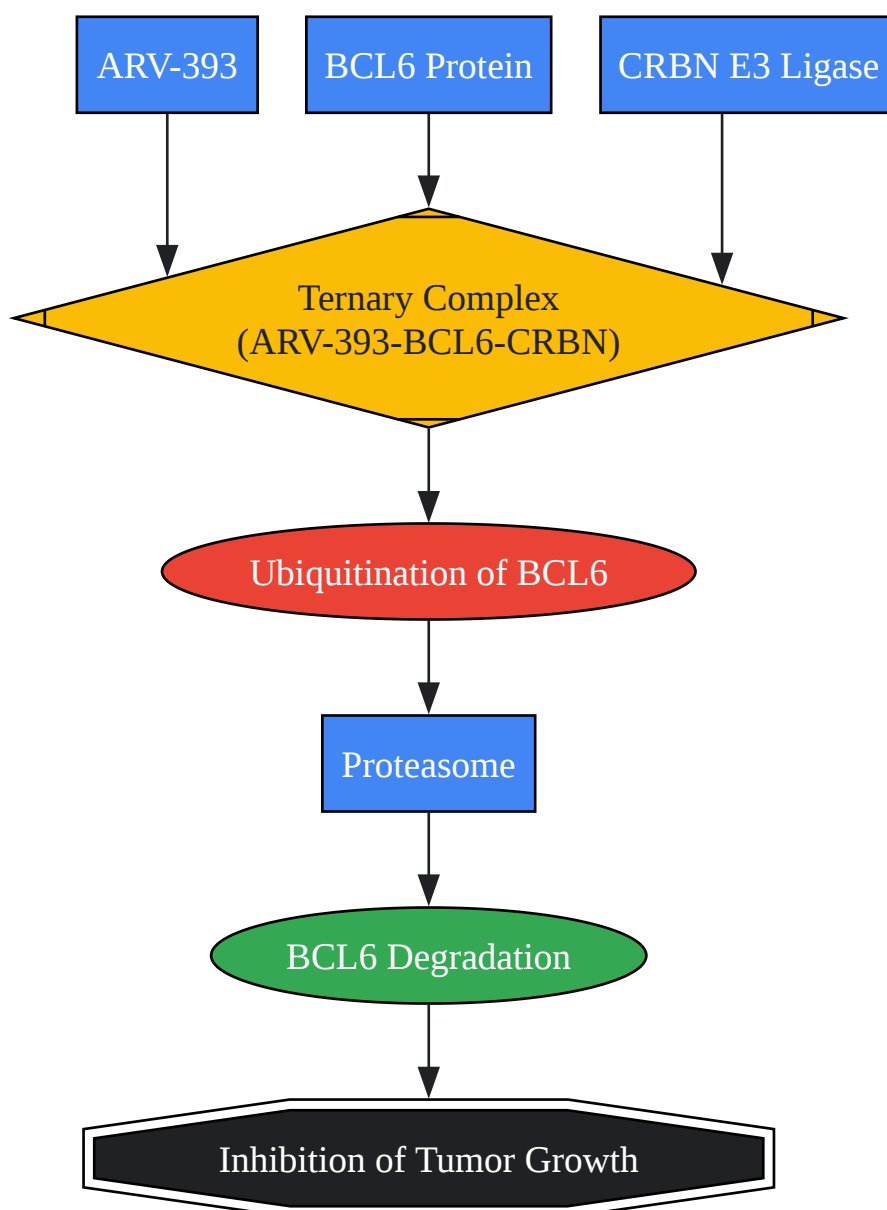 ARV-393
BCL6 Protein
CRBN E3 Ligase
Ternary Complex
(ARV-393-BCL6-CRBN)
Ubiquitination of BCL6
Proteasome
BCL6 Degradation
Inhibition of Tumor Growth